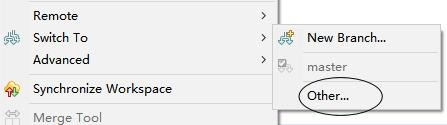 Remote
Switch To
Advanced
Synchronize Workspace
Merge Tool
New Branch...
master
Other...